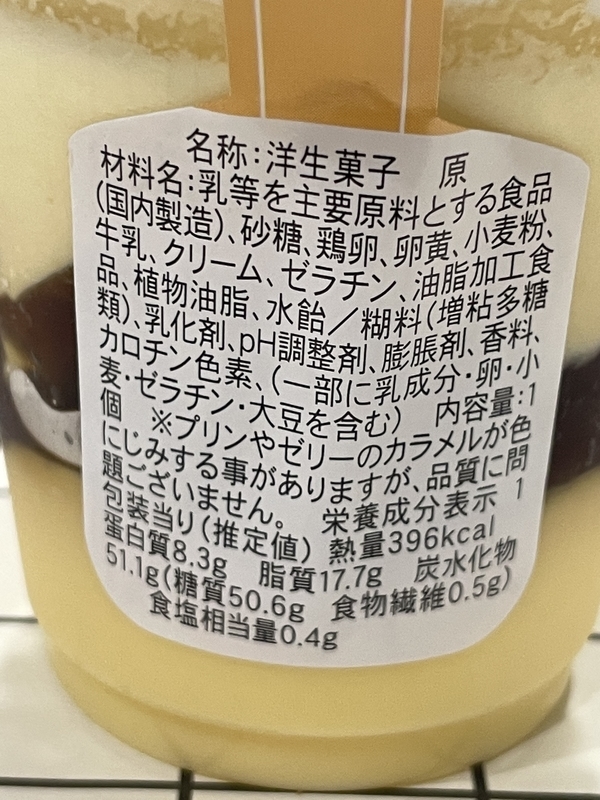 名称:洋生菓子　原
材料名:乳等を主要原料とする食品
(国内製造)、砂糖、鶏卵、卵黄、小麦粉、
牛乳、クリーム、ゼラチン、油脂加工食
品、植物油脂、水飴／糊料(増粘多糖
類)、乳化剤、pH調整剤、膨脹剤、香料、
カロチン色素、(一部に乳成分・卵・小
麦・ゼラチン・大豆を含む)　内容量:1
個　※プリンやゼリーのカラメルが色
にじみする事がありますが、品質に問
題ございません。　栄養成分表示　1
包装当り(推定値)　熱量396kcal
蛋白質8.3g　脂質17.7g　炭水化物
51.1g(糖質50.6g　食物繊維0.5g)
食塩相当量0.4g